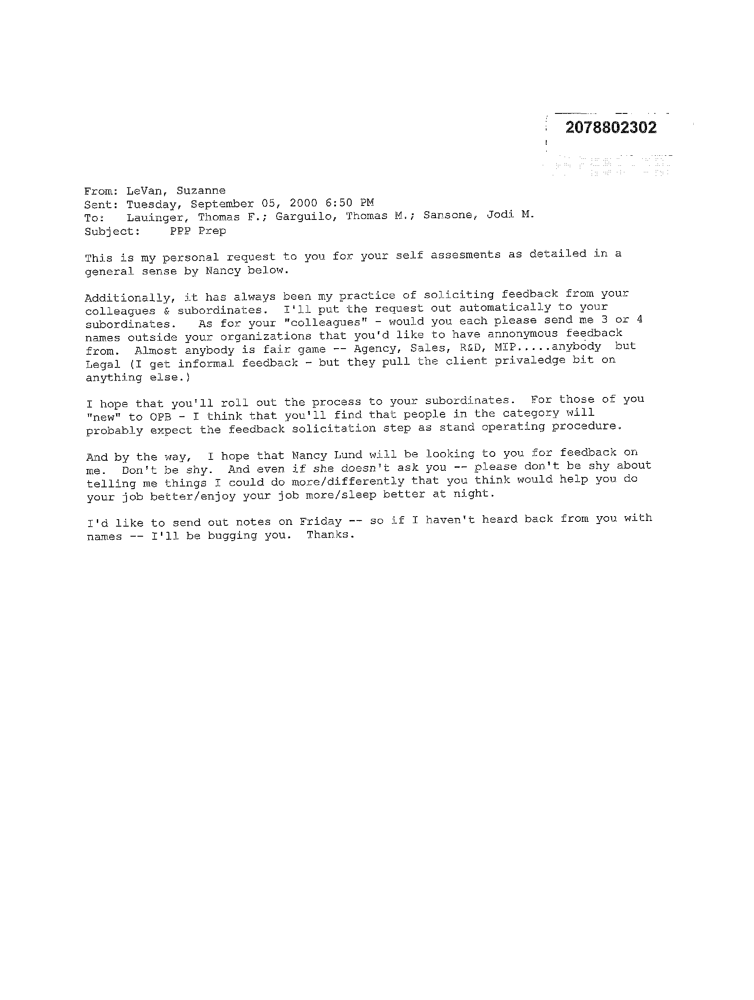 2078802302
From: LeVan, Suzanne
Sent: Tuesday, September 05, 2000 6:50 PM
To: Lauinger, Thomas F.; Garguilo, Thomas M.; Sansone, Jodi M.
Subject: PPP Prep
This is my personal request to you for your self assesments as detailed in a
general sense by Nancy below.
Additionally, it has always been my practice of soliciting feedback from your
colleagues & subordinates. I'll put the request out automatically to your
subordinates. As for your "colleagues" - would you each please send me 3 or 4
names outside your organizations that you'd like to have annonymous feedback
from. Almost anybody is fair game -- Agency, Sales, R&D, MIP.....anybody but
Legal (I get informal feedback - but they pull the client privaledge bit on
anything else.)
I hope that you'll roll out the process to your subordinates. For those of you
"new" to OPB - I think that you'll find that people in the category will
probably expect the feedback solicitation step as stand operating procedure.
And by the way, I hope that Nancy Lund will be looking to you for feedback on
me. Don't be shy. And even if she doesn't ask you -- please don't be shy about
telling me things I could do more/differently that you think would help you do
your job better/enjoy your job more/sleep better at night.
I'd like to send out notes on Friday -- so if I haven't heard back from you with
names -- I'll be bugging you. Thanks.